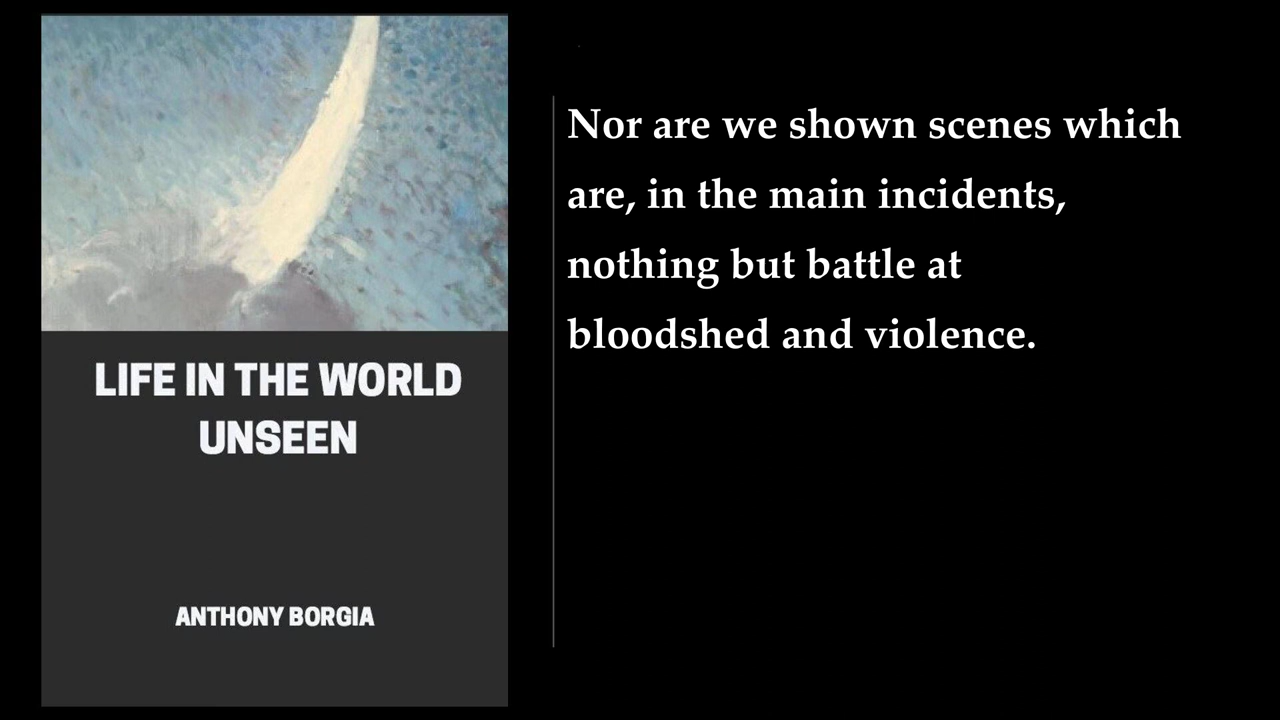 LIFE IN THE WORLD
UNSEEN
ANTHONY BORGIA
Nor are we shown scenes which
are, in the main incidents,
nothing but battle at
bloodshed and violence.